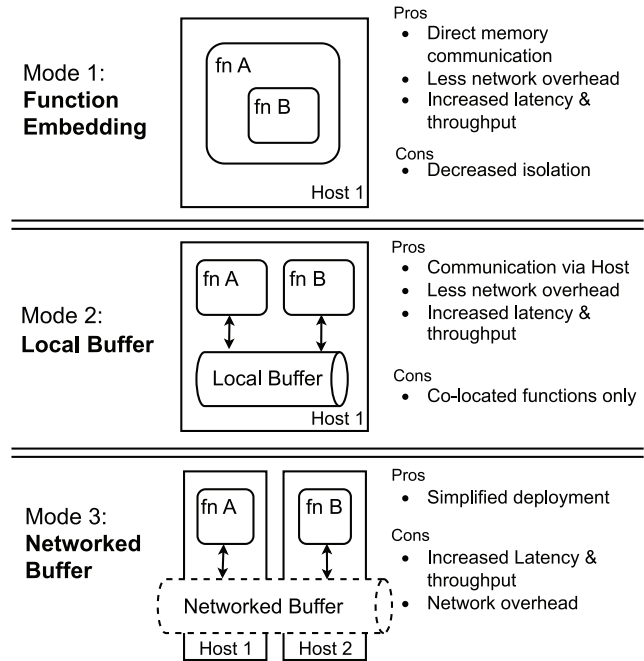 Mode 1:
Function
Embedding
fn A
fn B
Host 1
Pros
• Direct memory
communication
• Less network overhead
• Increased latency &
throughput
Cons
• Decreased isolation
Mode 2:
Local Buffer
fn A
fn B
Local Buffer
Host 1
Pros
• Communication via Host
• Less network overhead
• Increased latency &
throughput
Cons
• Co-located functions only
Mode 3:
Networked
Buffer
fn A
fn B
Networked Buffer
Host 1
Host 2
Pros
• Simplified deployment
Cons
• Increased Latency &
throughput
• Network overhead